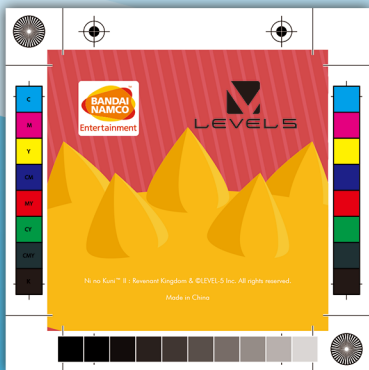 BANDAI
NAMCO
Entertainment
LEVEL5
C
M
Y
CM
MY
CY
CMY
K
Ni no Kuni™ II : Revenant Kingdom & ©LEVEL-5 Inc. All rights reserved.
Made in China